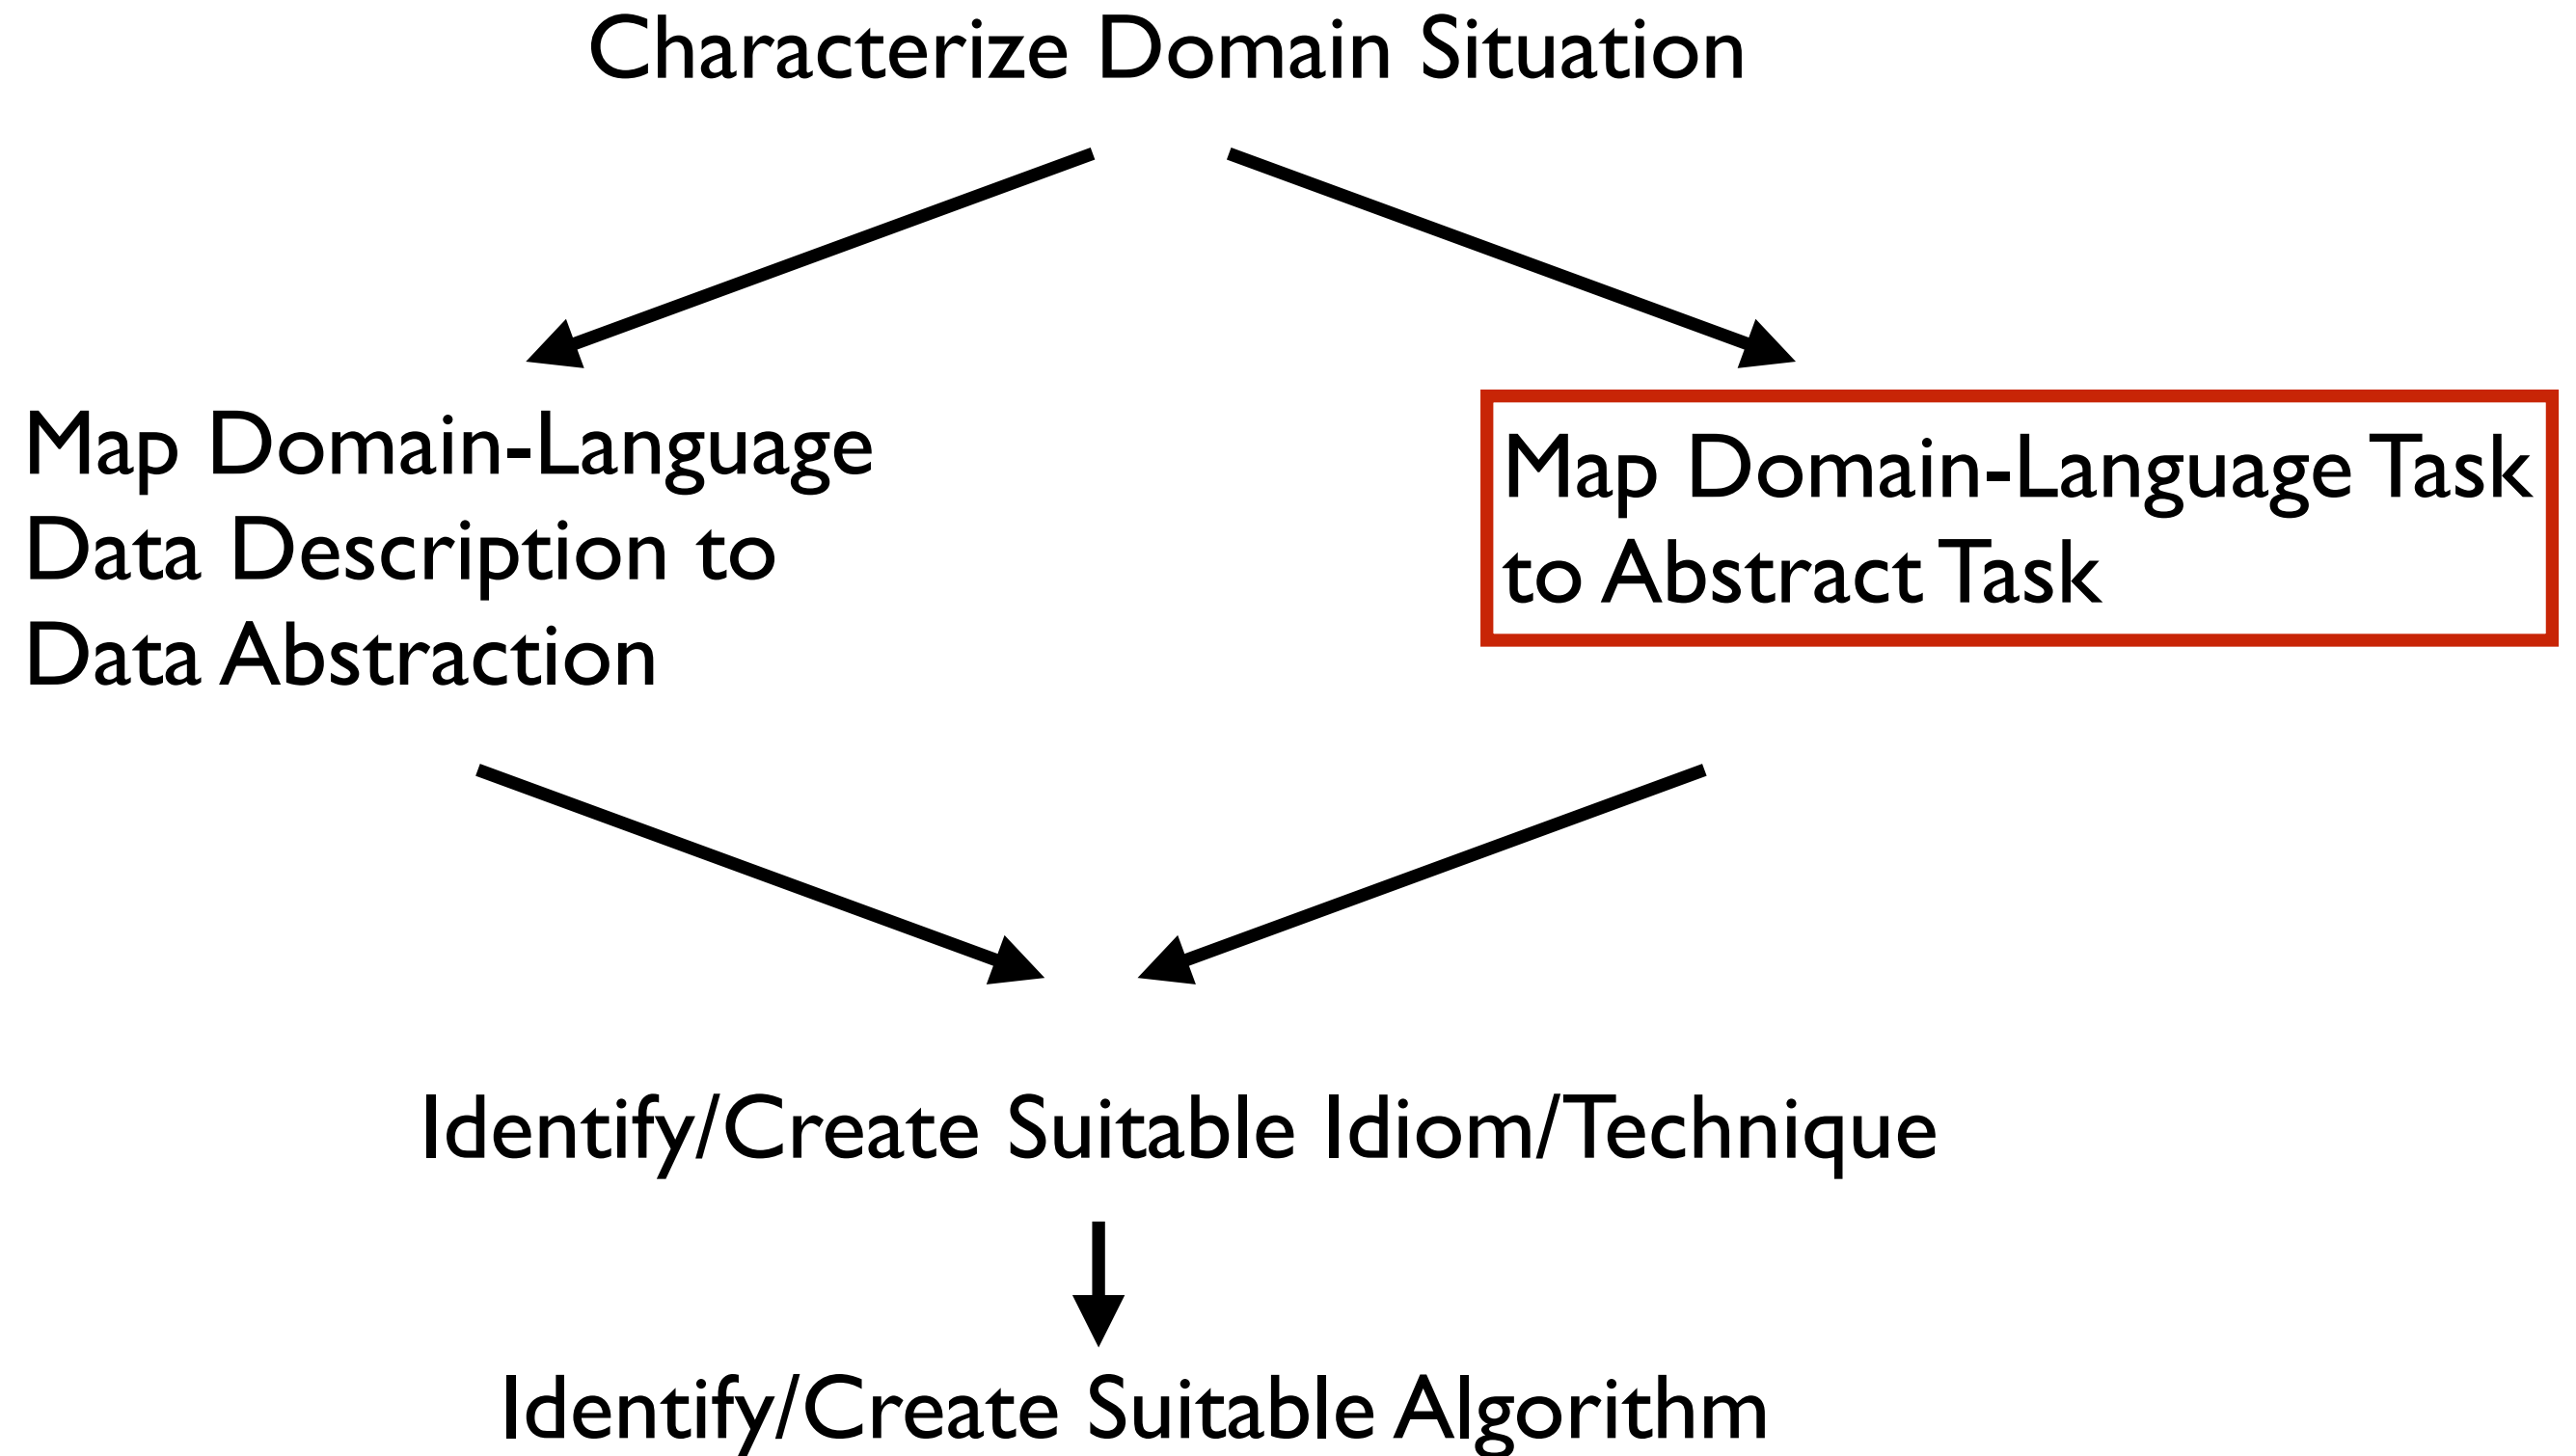 Characterize Domain Situation
Map Domain-Language
Data Description to
Data Abstraction
Map Domain-Language Task
to Abstract Task
Identify/Create Suitable Idiom/Technique
Identify/Create Suitable Algorithm